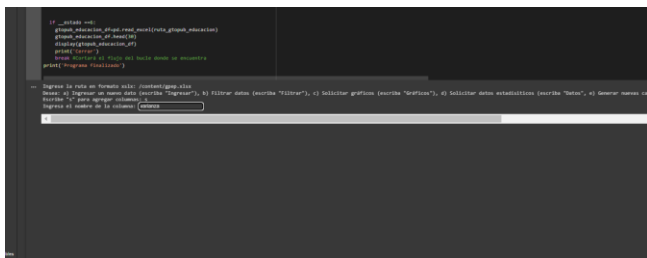 if __estado ==6:
gtopub_educacion_df=pd.read_excel(ruta_gtopub_educacion)
gtopub_educacion_df.head(30)
display(gtopub_educacion_df)
print('Cerrar')
break #Cortará el flujo del bucle donde se encuentra
print('Programa Finalizado')
Ingrese la ruta en formato xslx: /content/gpep.xlsx
Desea: a) Ingresar un nuevo dato (escriba "Ingresar"), b) Filtrar datos (escriba "Filtrar"), c) Solicitar gráficos (escriba "Gráficos"), d) Solicitar datos estadísiticos (escriba "Datos", e) Generar nuevas ca
Escribe "s" para agregar columnas: s
Ingresa el nombre de la columna: